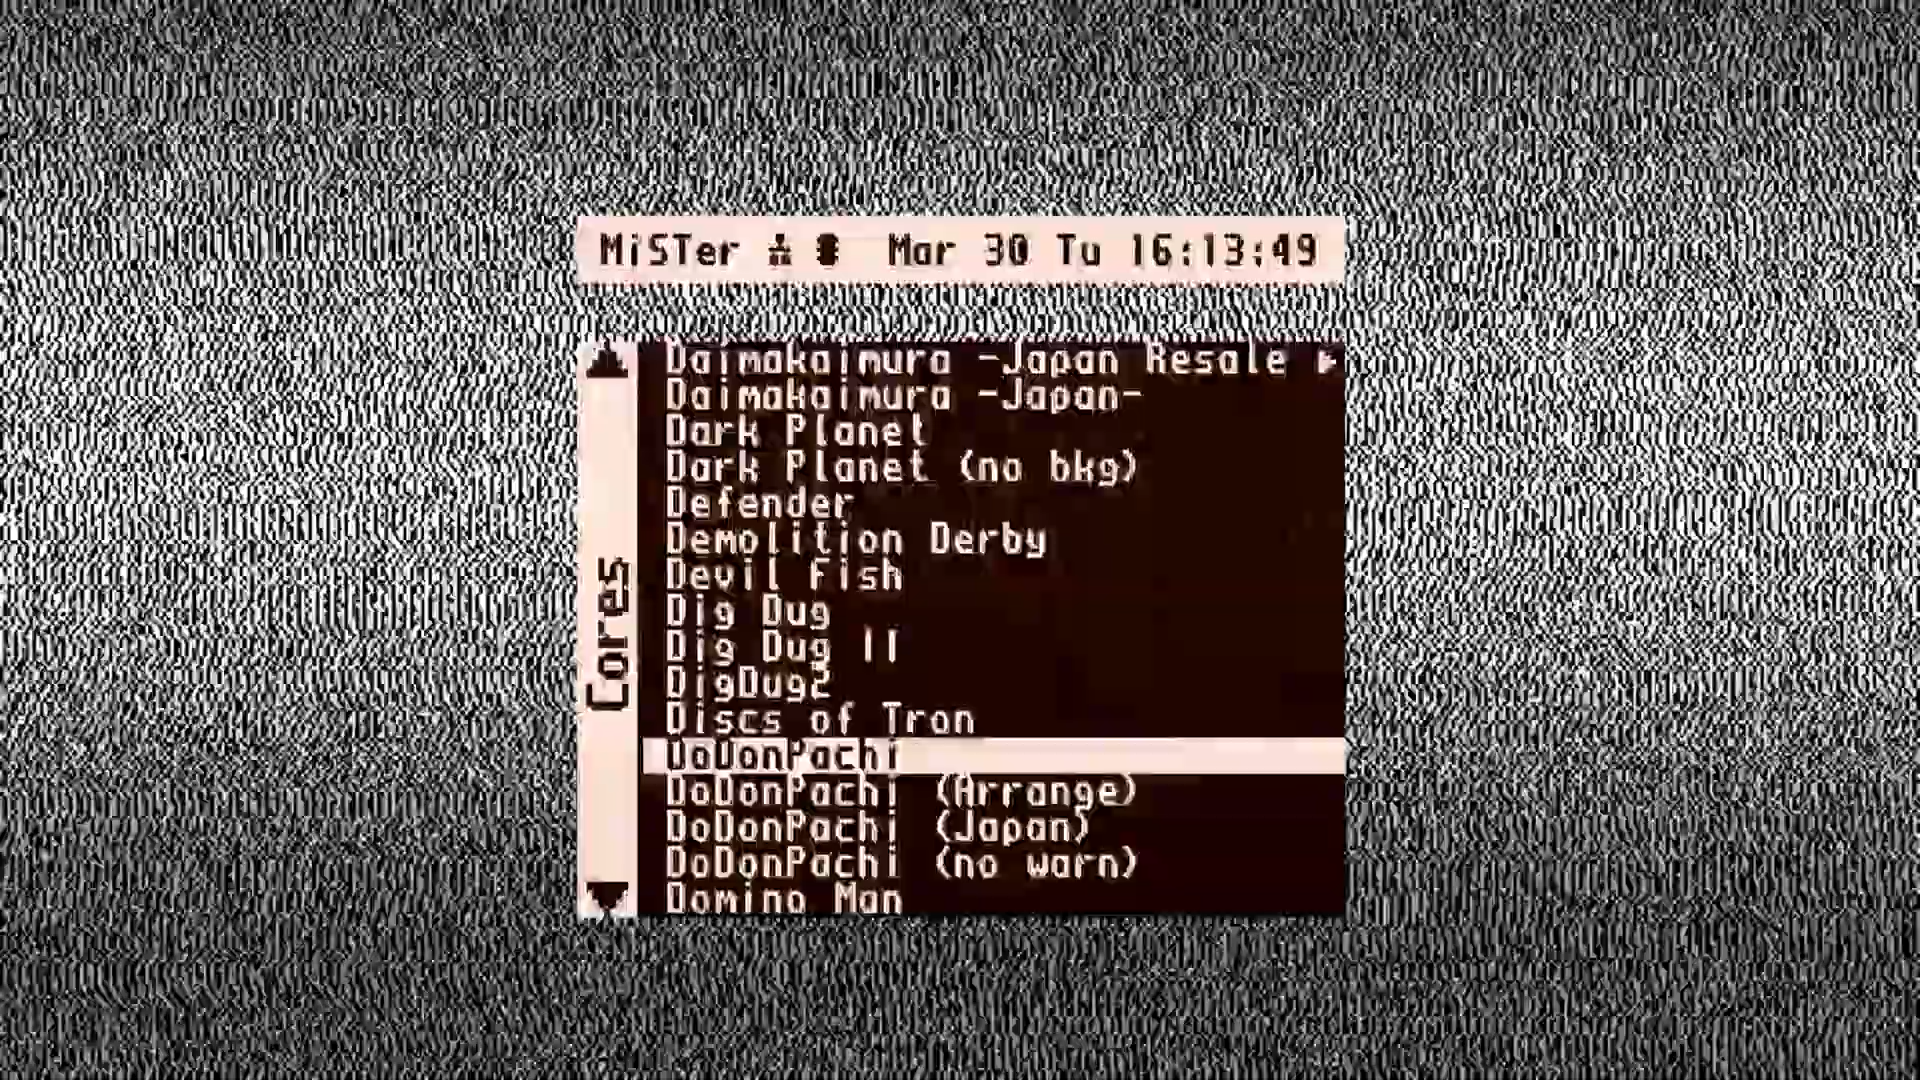 MiSTer Mar 30 Tu 16:13:49
Cores
Daimakaimura -Japan Resale
Daimakaimura -Japan-
Dark Planet
Dark Planet (no bkg)
Defender
Demolition Derby
Devil Fish
Dig Dug
Dig Dug II
DigDug2
Discs of Tron
DoDonPachi
DoDonPachi (Arrange)
DoDonPachi (Japan)
DoDonPachi (no warn)
Domino Man